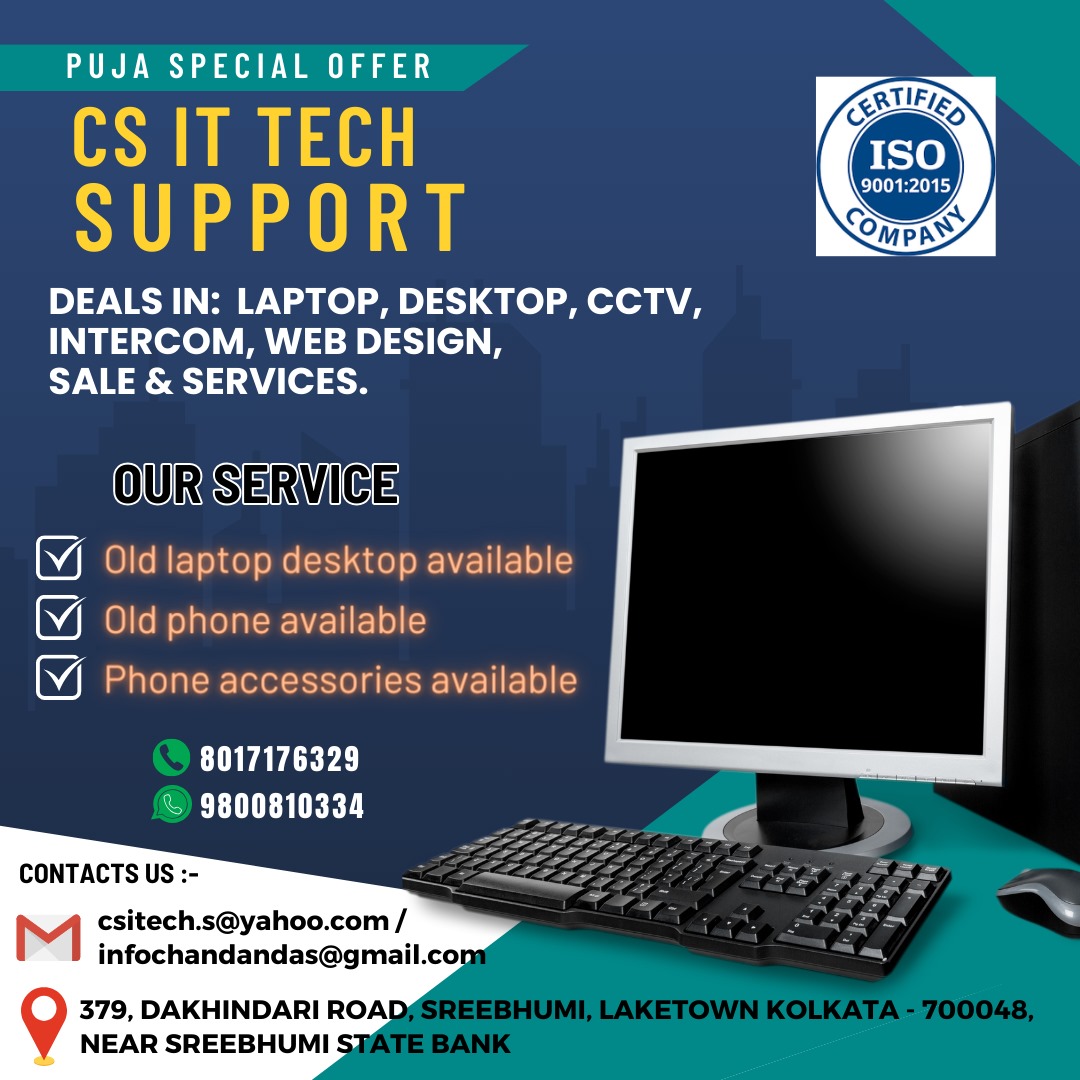 PUJA SPECIAL OFFER
CS IT TECH
SUPPORT
CERTIFIED
ISO
9001:2015
COMPANY
DEALS IN: LAPTOP, DESKTOP, CCTV,
INTERCOM, WEB DESIGN,
SALE & SERVICES.
OUR SERVICE
Old laptop desktop available
Old phone available
Phone accessories available
8017176329
9800810334
CONTACTS US :-
csitech.s@yahoo.com /
infochandandas@gmail.com
379, DAKHINDARI ROAD, SREEBHUMI, LAKETOWN KOLKATA - 700048,
NEAR SREEBHUMI STATE BANK